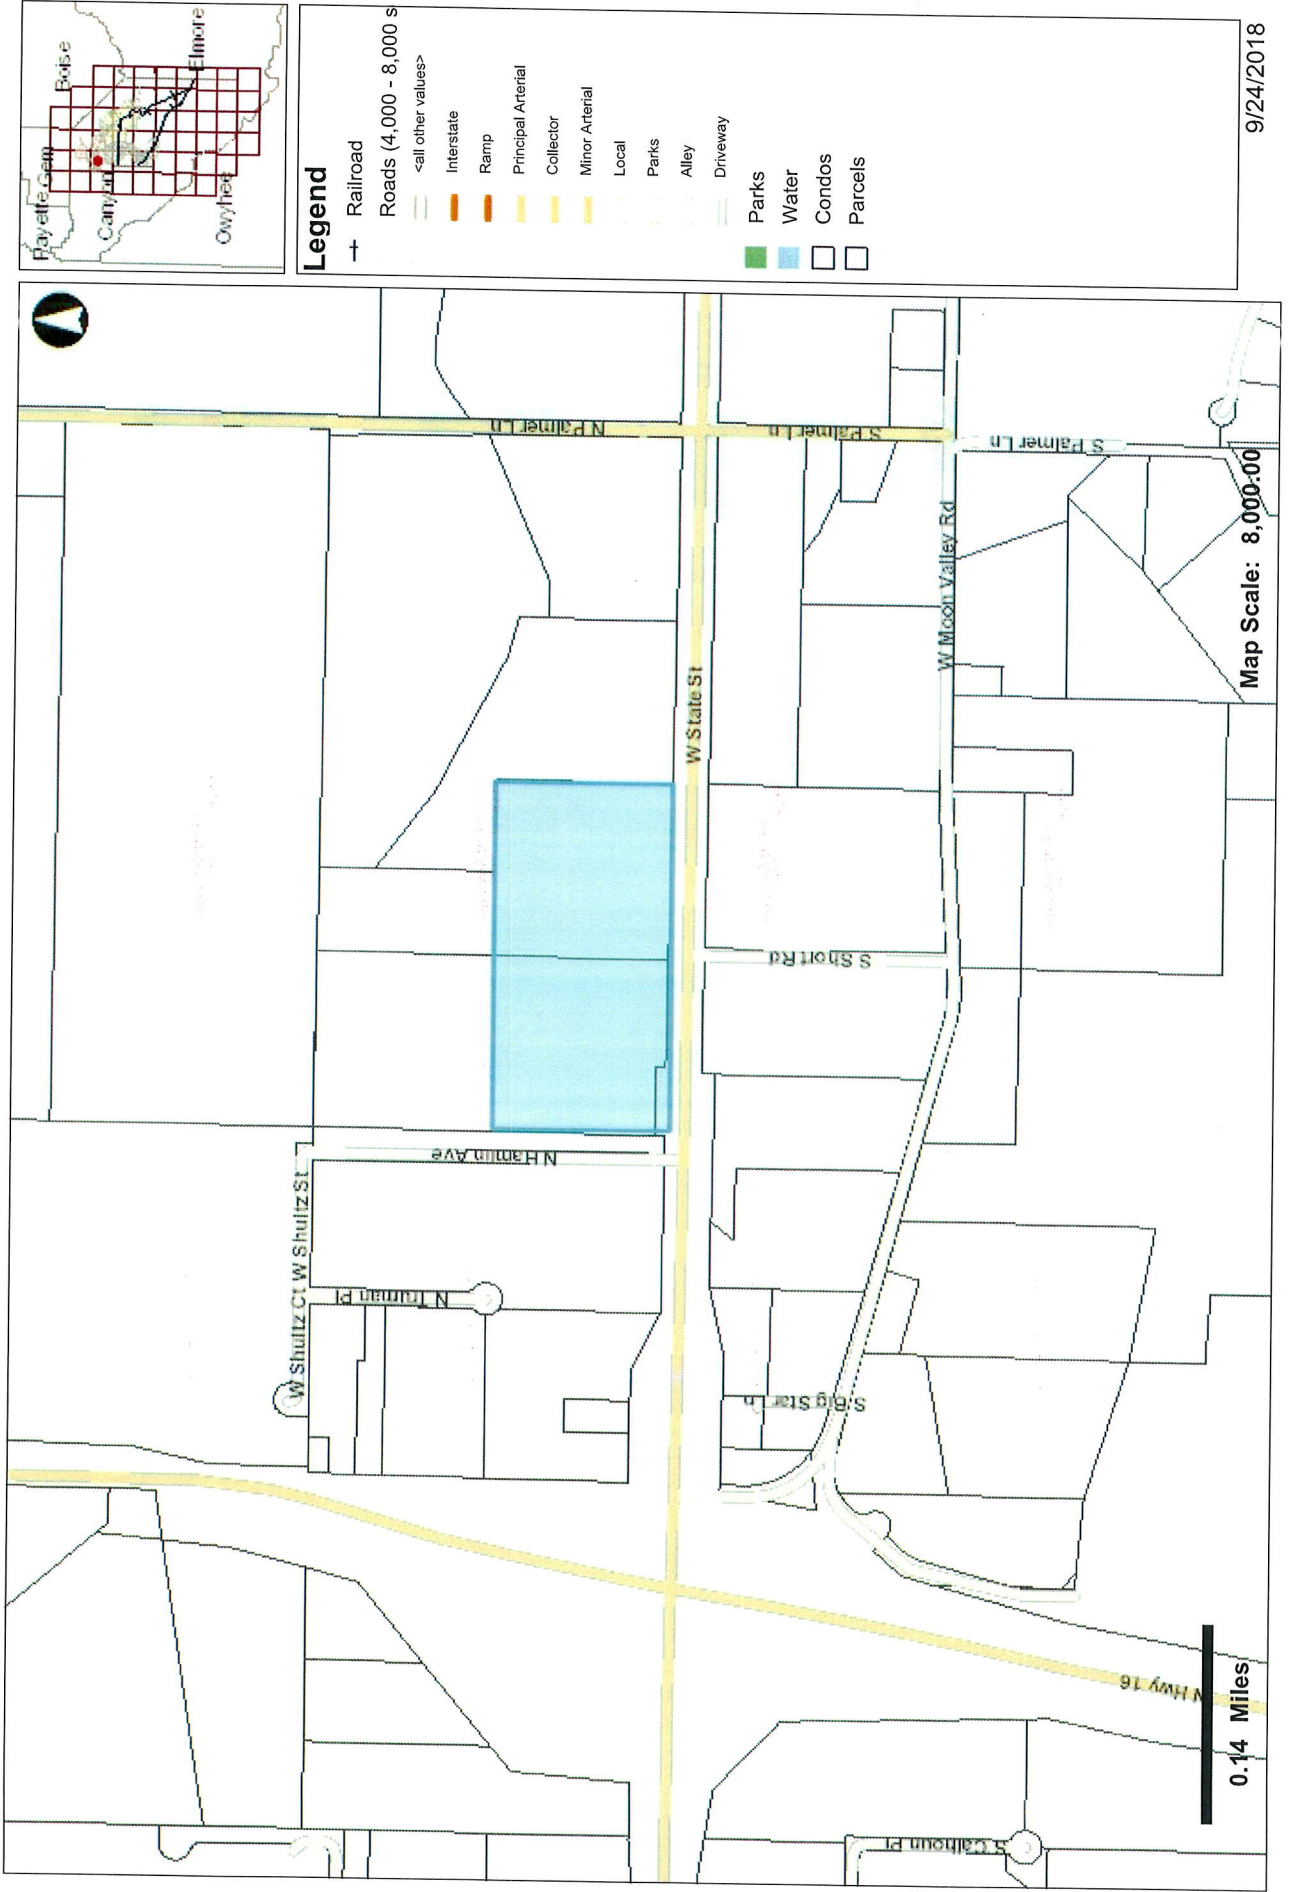 Payette
Gem
Boise
Canyon
Elmore
Owyhee
Legend
Railroad
Roads (4,000 - 8,000 s
<all other values>
Interstate
Ramp
Principal Arterial
Collector
Minor Arterial
Local
Parks
Alley
Driveway
Parks
Water
Condos
Parcels
9/24/2018
N Palmer Ln
S Palmer Ln
S Palmer Ln
W Moon Valley Rd
W State St
S Short Rd
N Hamlin Ave
W Shultz Ct
W Shultz St
N Truman Pl
S Big Star Ln
N Hwy 16
S Calhoun Pl
Map Scale: 8,000.00
0.14 Miles